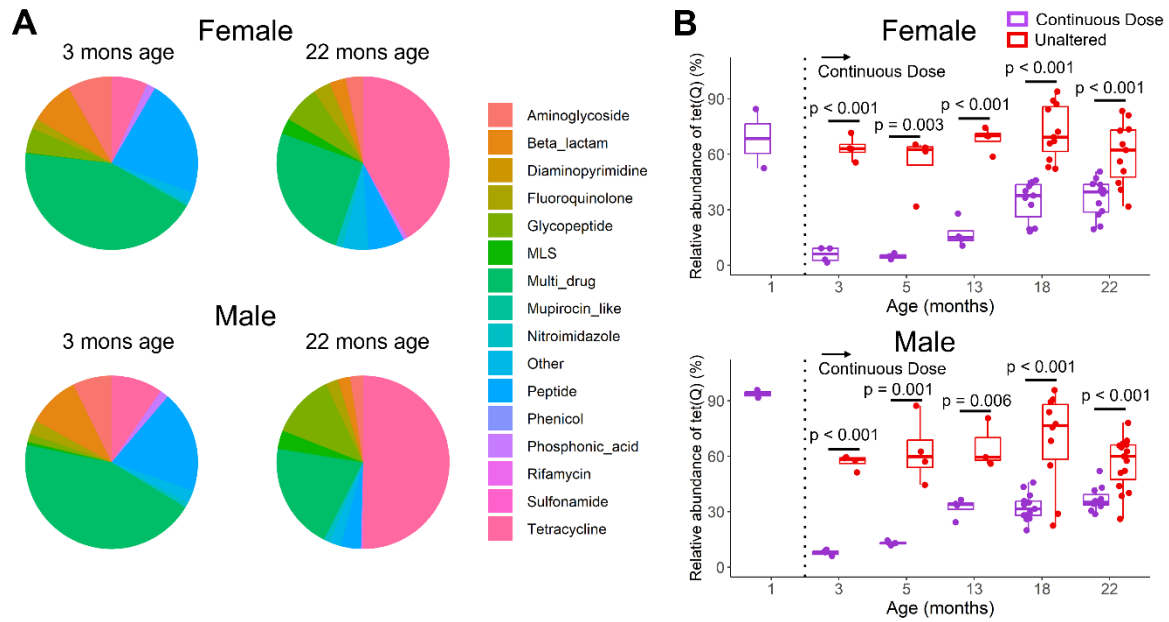 A
Female
3 mons age
22 mons age
Male
3 mons age
22 mons age
Aminoglycoside
Beta_lactam
Diaminopyrimidine
Fluoroquinolone
Glycopeptide
MLS
Multi_drug
Mupirocin_like
Nitroimidazole
Other
Peptide
Phenicol
Phosphonic_acid
Rifamycin
Sulfonamide
Tetracycline
B
Female
Continuous Dose
Unaltered
Relative abundance of tet(Q) (%)
90
60
30
0
Continuous Dose
p < 0.001
p = 0.003
p < 0.001
p < 0.001
p < 0.001
1 3 5 13 18 22
Age (months)
Male
Relative abundance of tet(Q) (%)
90
60
30
0
Continuous Dose
p < 0.001
p = 0.001
p = 0.006
p < 0.001
p < 0.001
1 3 5 13 18 22
Age (months)